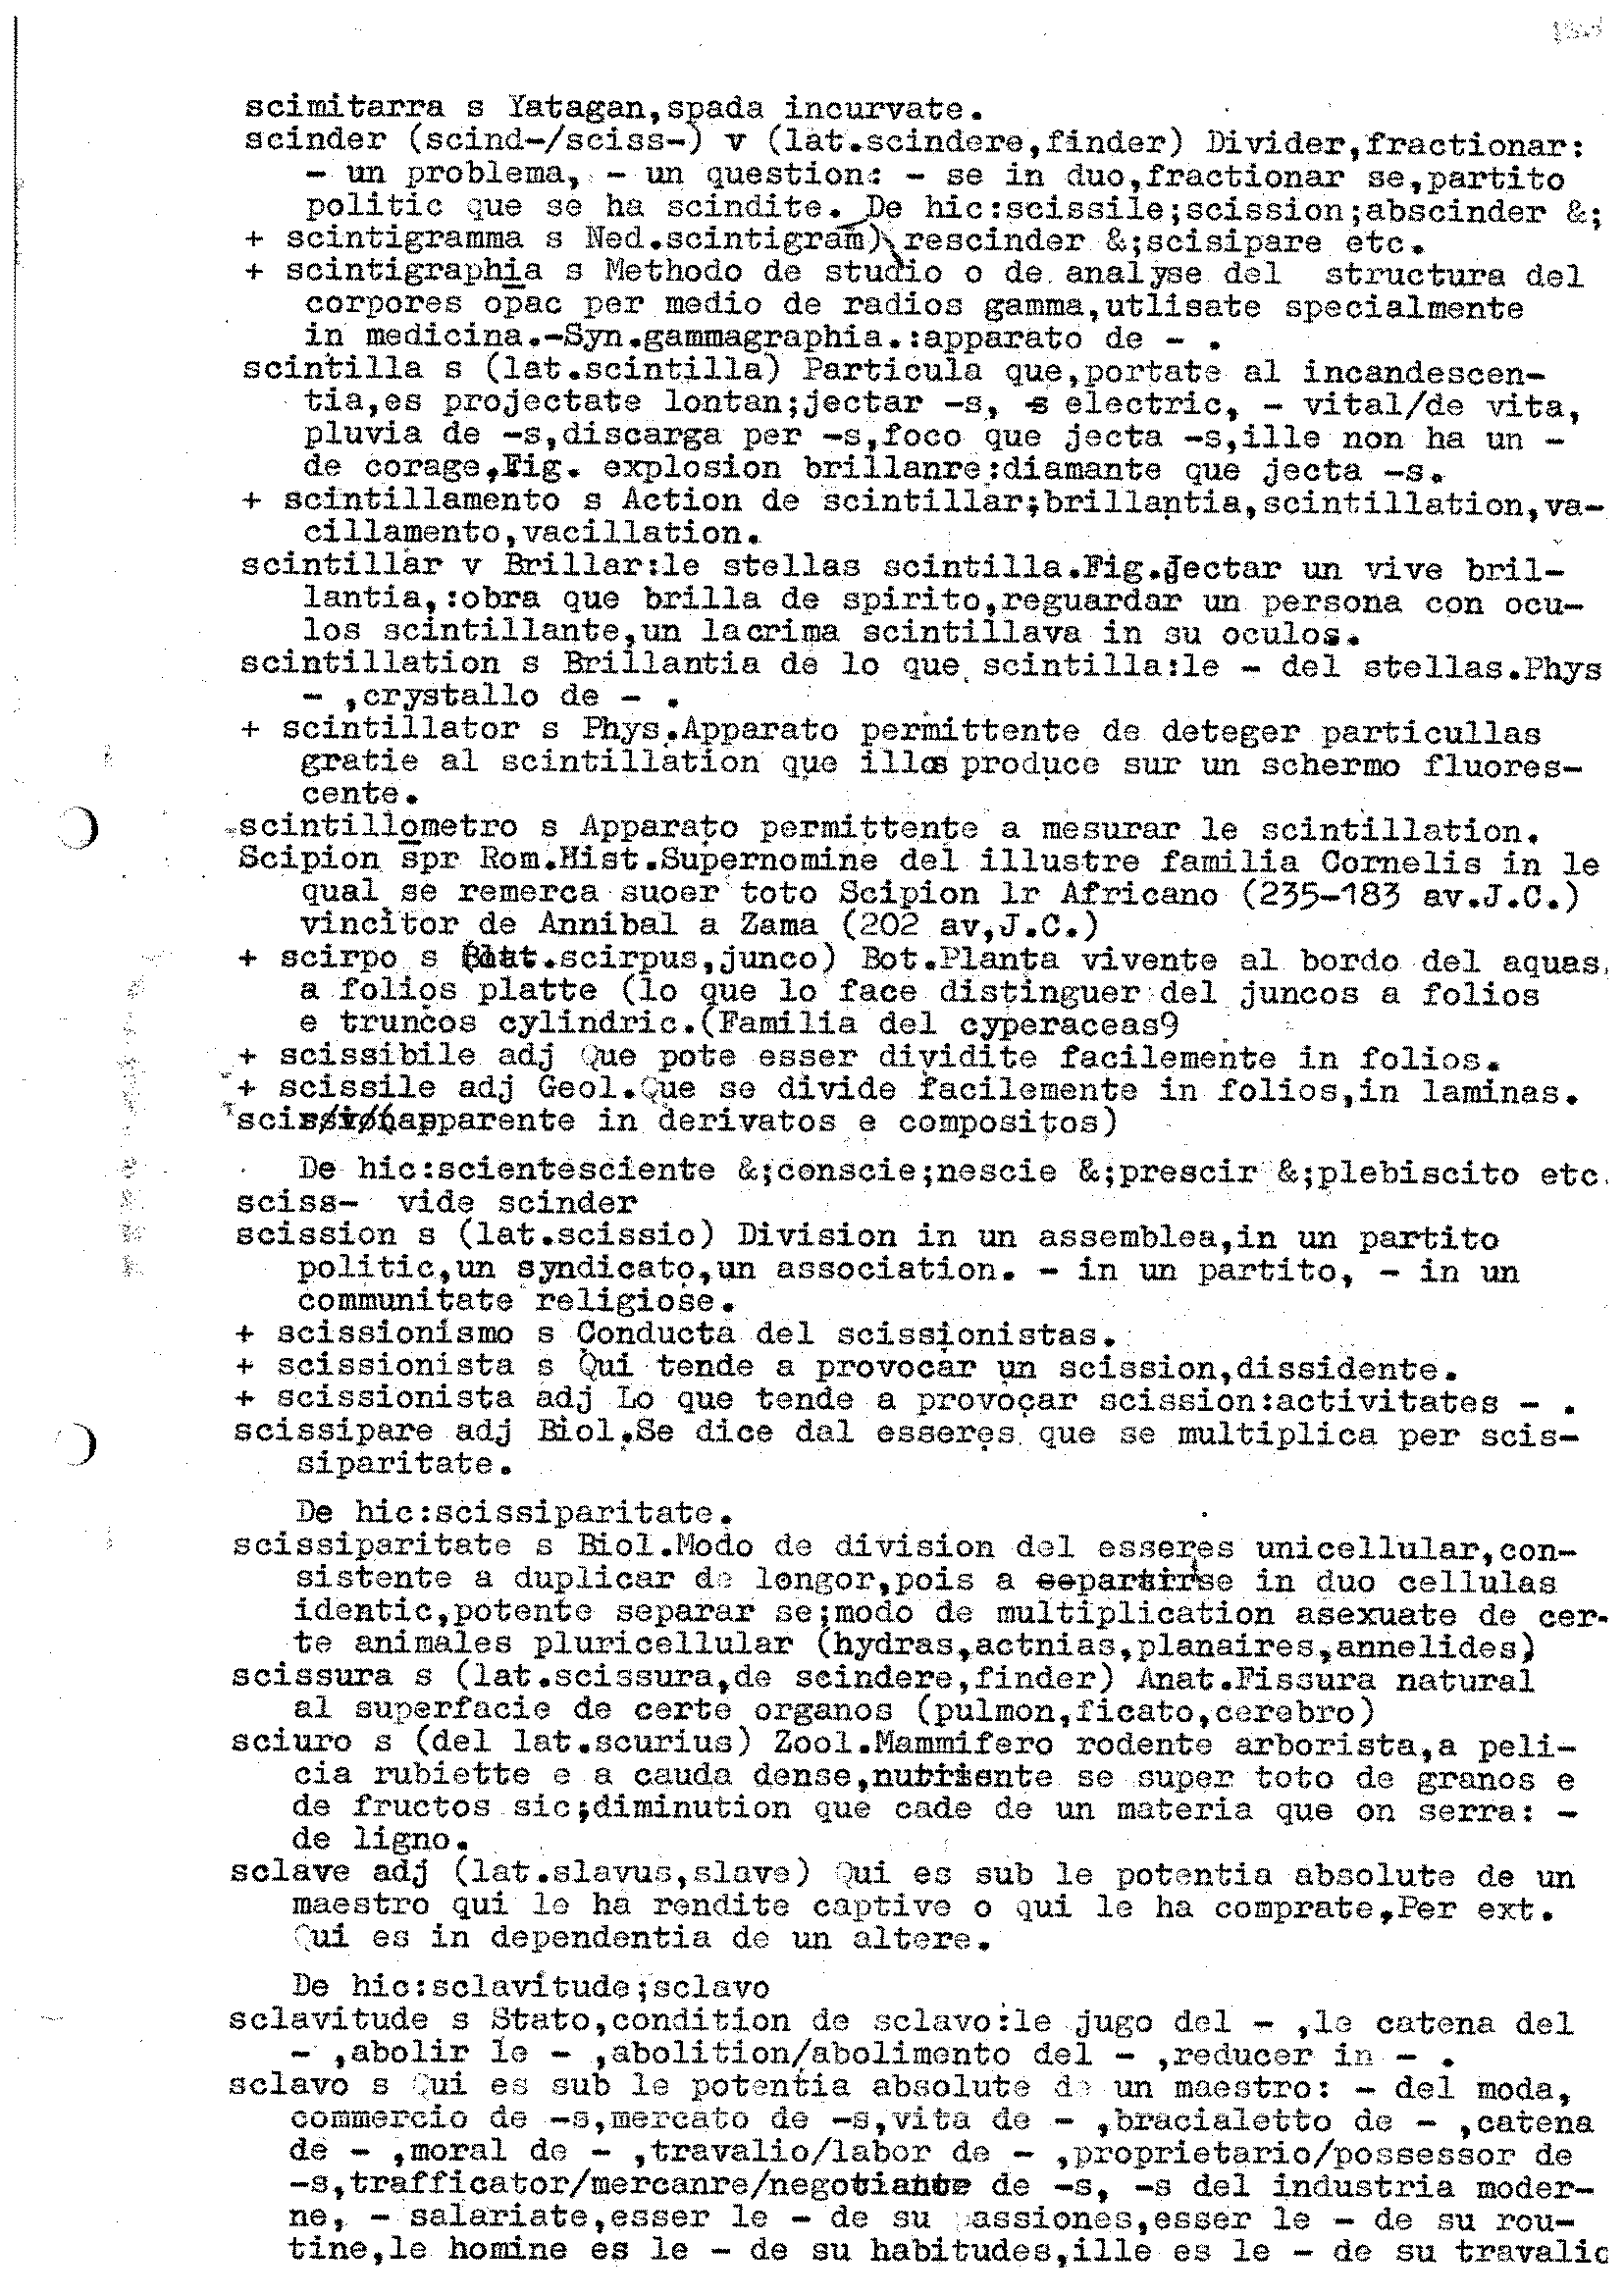 scimitarra s Yatagan,spada incurvate.
scinder (scind-/sciss-) v (lat.scindere,finder) Divider,fractionar:
- un problema, - un question: - se in duo,fractionar se,partito
politic que se ha scindite. De hic:scissile;scission;abscinder &;
+ scintigramma s Ned.scintigram) rescinder &;scisipare etc.
+ scintigraphia s Methodo de studio o de analyse del structura del
corpores opac per medio de radios gamma,utlisate specialmente
in medicina.-Syn.gammagraphia.:apparato de - .
scintilla s (lat.scintilla) Particula que,portate al incandescen-
tia,es projectate lontan;jectar -s, -s electric, - vital/de vita,
pluvia de -s,discarga per -s,foco que jecta -s,ille non ha un -
de corage,Fig. explosion brillanre:diamante que jecta -s.
+ scintillamento s Action de scintillar;brillantia,scintillation,va-
cillamento,vacillation.
scintillar v Brillar:le stellas scintilla.Fig.Jectar un vive bril-
lantia,:obra que brilla de spirito,reguardar un persona con ocu-
los scintillante,un lacrima scintillava in su oculos.
scintillation s Brillantia de lo que scintilla:le - del stellas.Phys
- ,crystallo de - .
+ scintillator s Phys.Apparato permittente de deteger particullas
gratie al scintillation que illos produce sur un schermo fluores-
cente.
scintillometro s Apparato permittente a mesurar le scintillation.
Scipion spr Rom.Hist.Supernomine del illustre familia Cornelis in le
qual se remerca suoer toto Scipion lr Africano (235-183 av.J.C.)
vincitor de Annibal a Zama (202 av,J.C.)
+ scirpo s (lat.scirpus,junco) Bot.Planta vivente al bordo del aquas,
a folios platte (lo que lo face distinguer del juncos a folios
e truncos cylindric.(Familia del cyperaceas9
+ scissibile adj Que pote esser dividite facilemente in folios.
+ scissile adj Geol.Que se divide facilemente in folios,in laminas.
apparente in derivatos e compositos)
De hic:scientesciente &;conscie;nescie &;prescir &;plebiscito etc.
sciss- vide scinder
scission s (lat.scissio) Division in un assemblea,in un partito
politic,un syndicato,un association. - in un partito, - in un
communitate religiose.
+ scissionismo s Conducta del scissionistas.
+ scissionista s Qui tende a provocar un scission,dissidente.
+ scissionista adj Lo que tende a provocar scission:activitates - .
scissipare adj Biol.Se dice dal esseres que se multiplica per scis-
siparitate.
De hic:scissiparitate.
scissiparitate s Biol.Modo de division del esseres unicellular,con-
sistente a duplicar de longor,pois a separtirse in duo cellulas
identic,potente separar se;modo de multiplication asexuate de cer-
te animales pluricellular (hydras,actnias,planaires,annelides)
scissura s (lat.scissura,de scindere,finder) Anat.Fissura natural
al superfacie de certe organos (pulmon,ficato,cerebro)
sciuro s (del lat.scurius) Zool.Mammifero rodente arborista,a peli-
cia rubiette e a cauda dense,nutriente se super toto de granos e
de fructos sic;diminution que cade de un materia que on serra: -
de ligno.
sclave adj (lat.slavus,slave) Qui es sub le potentia absolute de un
maestro qui le ha rendite captive o qui le ha comprate,Per ext.
Qui es in dependentia de un altere.
De hic:sclavitude;sclavo
sclavitude s Stato,condition de sclavo:le jugo del - ,le catena del
- ,abolir le - ,abolition/abolimento del - ,reducer in - .
sclavo s Qui es sub le potentia absolute de un maestro: - del moda,
commercio de -s,mercato de -s,vita de - ,bracialetto de - ,catena
de - ,moral de - ,travalio/labor de - ,proprietario/possessor de
-s,trafficator/mercanre/negotiante de -s, -s del industria moder-
ne, - salariate,esser le - de su passiones,esser le - de su rou-
tine,le homine es le - de su habitudes,ille es le - de su travalio